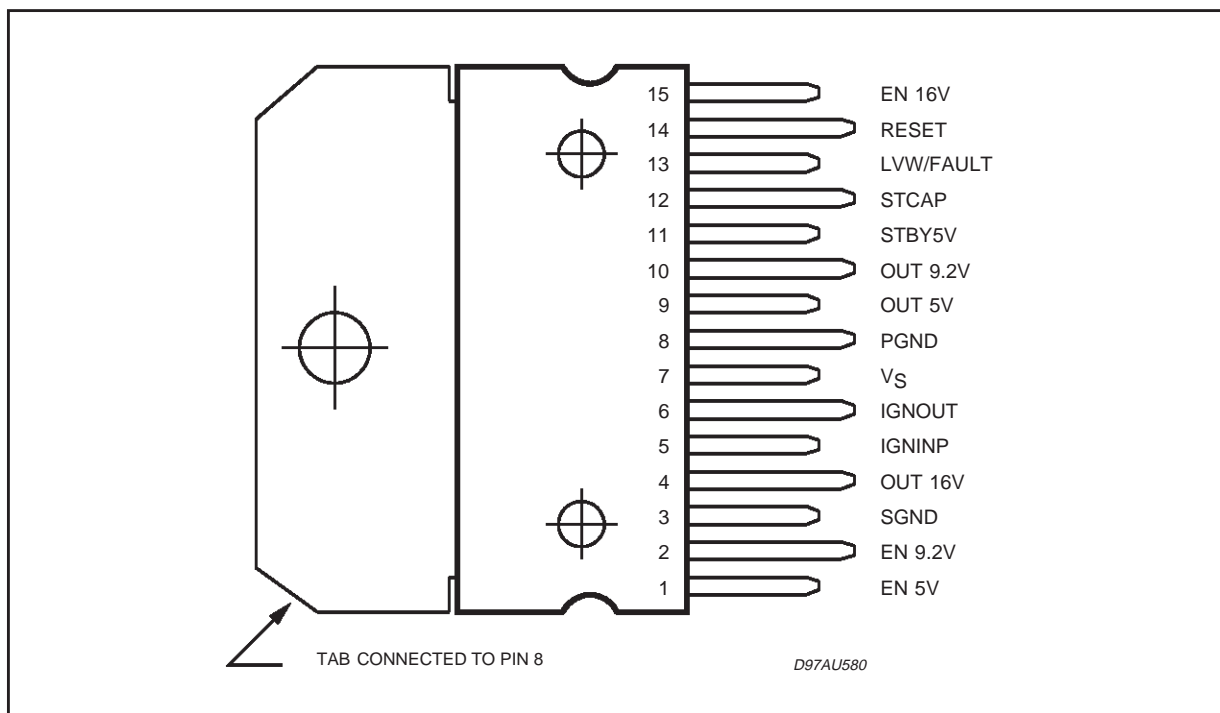 15 EN 16V
14 RESET
13 LVW/FAULT
12 STCAP
11 STBY5V
10 OUT 9.2V
9 OUT 5V
8 PGND
7 VS
6 IGNOUT
5 IGNINP
4 OUT 16V
3 SGND
2 EN 9.2V
1 EN 5V
TAB CONNECTED TO PIN 8
D97AU580